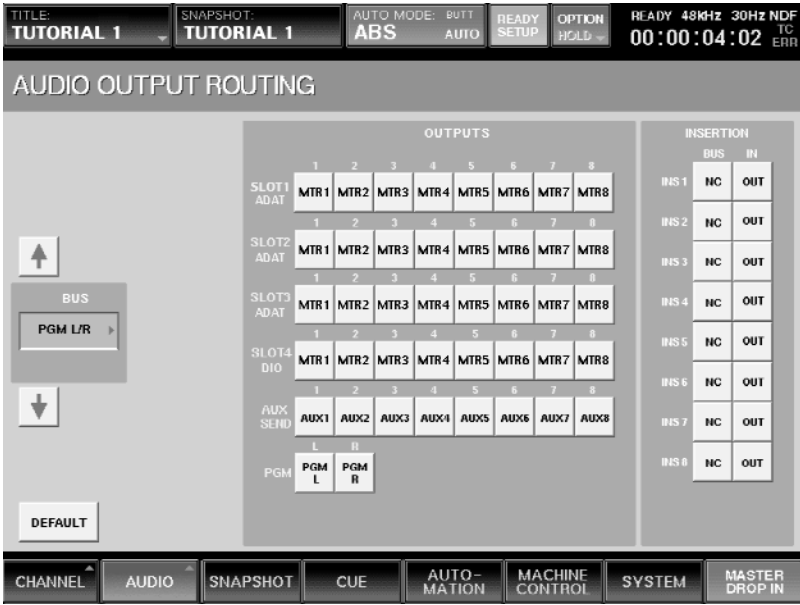 TITLE: SNAPSHOT: AUTO MODE: BUTT READY OPTION READY 48kHz 30Hz NDF
TUTORIAL 1 TUTORIAL 1 ABS AUTO SETUP HOLD 00:00:04:02 TC ERR
AUDIO OUTPUT ROUTING
OUTPUTS
1 2 3 4 5 6 7 8
SLOT1 ADAT MTR1 MTR2 MTR3 MTR4 MTR5 MTR6 MTR7 MTR8
1 2 3 4 5 6 7 8
SLOT2 ADAT MTR1 MTR2 MTR3 MTR4 MTR5 MTR6 MTR7 MTR8
1 2 3 4 5 6 7 8
SLOT3 ADAT MTR1 MTR2 MTR3 MTR4 MTR5 MTR6 MTR7 MTR8
1 2 3 4 5 6 7 8
SLOT4 DIO MTR1 MTR2 MTR3 MTR4 MTR5 MTR6 MTR7 MTR8
1 2 3 4 5 6 7 8
AUX SEND AUX1 AUX2 AUX3 AUX4 AUX5 AUX6 AUX7 AUX8
L R
PGM PGM L PGM R
INSERTION
BUS IN
INS 1 NC OUT
INS 2 NC OUT
INS 3 NC OUT
INS 4 NC OUT
INS 5 NC OUT
INS 6 NC OUT
INS 7 NC OUT
INS 8 NC OUT
BUS
PGM L/R
DEFAULT
CHANNEL AUDIO SNAPSHOT CUE AUTO-MATION MACHINE CONTROL SYSTEM MASTER DROP IN